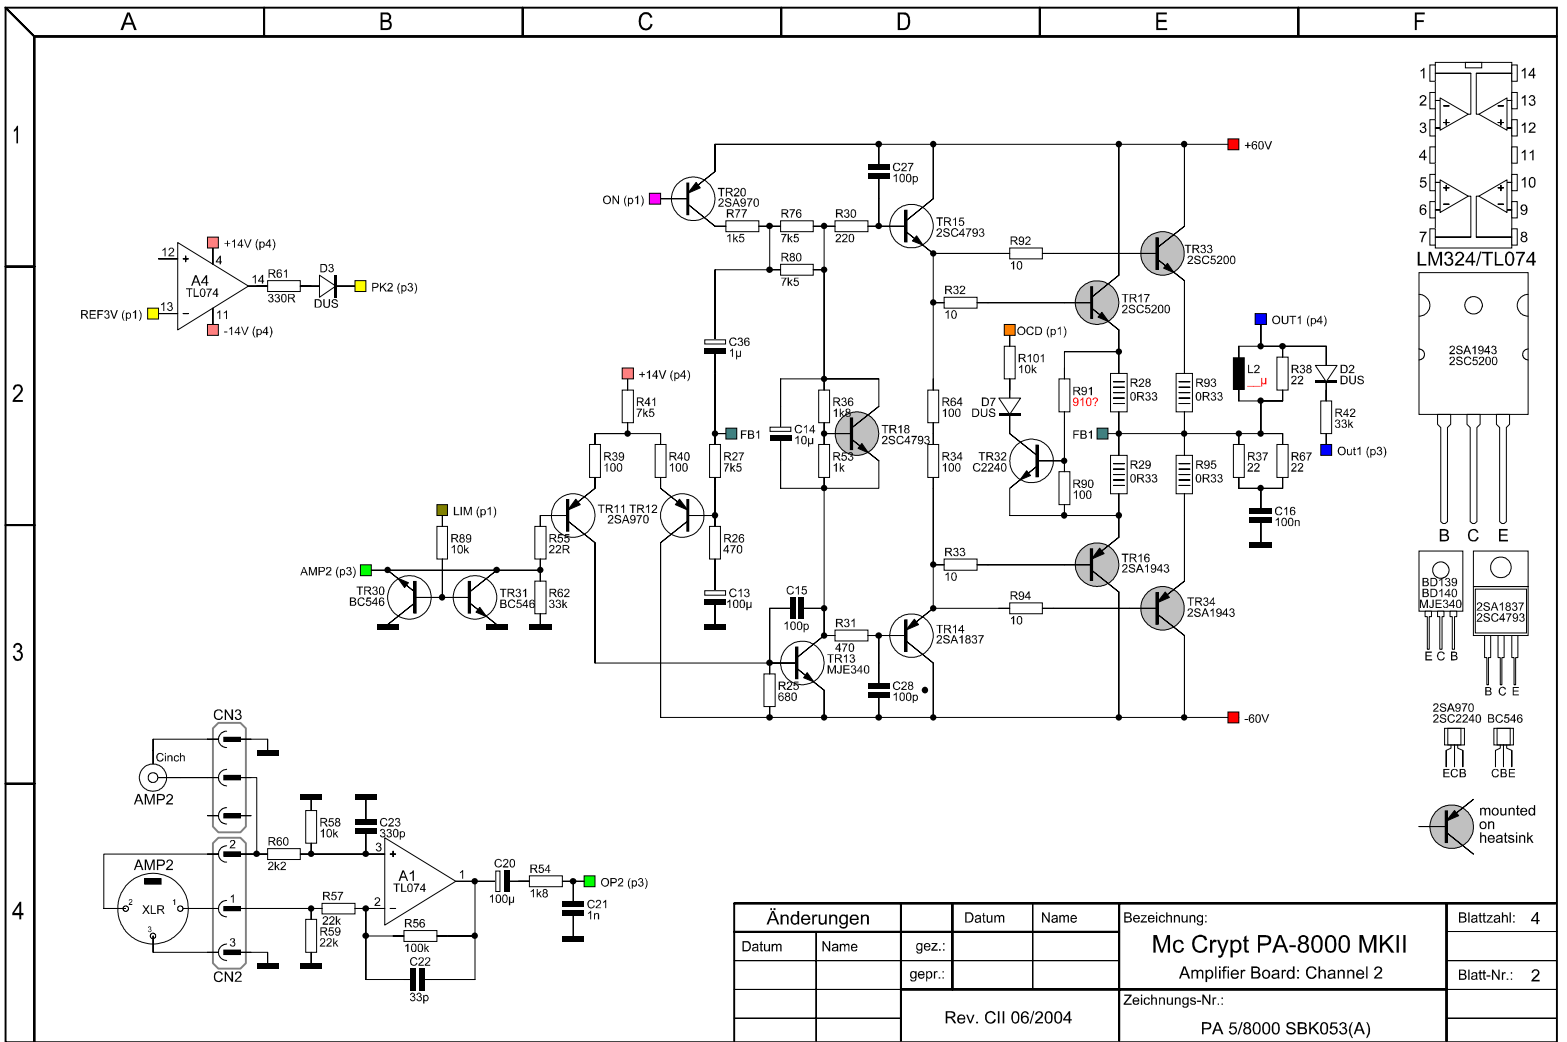 A B C D E F
1
2
3
4
ON (p1)
TR20
2SA970
R77
1k5
R76
7k5
R80
7k5
R30
220
C27
100p
+60V
TR15
2SC4793
R92
10
TR33
2SC5200
R32
10
TR17
2SC5200
+14V (p4)
12
+
4
A4
TL074
14
R61
330R
D3
DUS
PK2 (p3)
REF3V (p1)
13
−
11
-14V (p4)
C36
1µ
+14V (p4)
R41
7k5
FB1
R39
100
R40
100
R27
7k5
C14
10µ
R36
1k8
TR18
2SC4793
R53
1k
R64
100
R34
100
OCD (p1)
R101
10k
D7
DUS
TR32
C2240
R91
910?
R90
100
FB1
R28
0R33
R93
0R33
R29
0R33
R95
0R33
OUT1 (p4)
L2
__µ
R38
22
D2
DUS
R42
33k
Out1 (p3)
R37
22
R67
22
C16
100n
LIM (p1)
R89
10k
AMP2 (p3)
TR30
BC546
TR31
BC546
R55
22R
R62
33k
TR11 TR12
2SA970
R26
470
C13
100µ
C15
100p
R31
470
TR13
MJE340
R25
680
C28
100p
TR14
2SA1837
R33
10
TR16
2SA1943
R94
10
TR34
2SA1943
-60V
CN3
Cinch
AMP2
AMP2
XLR
2
1
3
2
1
3
CN2
R60
2k2
R58
10k
C23
330p
R57
22k
R59
22k
3
+
A1
TL074
1
2
−
R56
100k
C22
33p
C20
100µ
R54
1k8
C21
1n
OP2 (p3)
1 14
2 − − 13
3 + + 12
4 11
5 + + 10
6 − − 9
7 8
LM324/TL074
2SA1943
2SC5200
B C E
BD139
BD140
MJE340
E C B
2SA1837
2SC4793
B C E
2SA970
2SC2240
ECB
BC546
CBE
mounted
on
heatsink
Änderungen
Datum Name
Datum Name
gez.:
gepr.:
Rev. CII 06/2004
Bezeichnung:
Mc Crypt PA-8000 MKII
Amplifier Board: Channel 2
Zeichnungs-Nr.:
PA 5/8000 SBK053(A)
Blattzahl: 4
Blatt-Nr.: 2